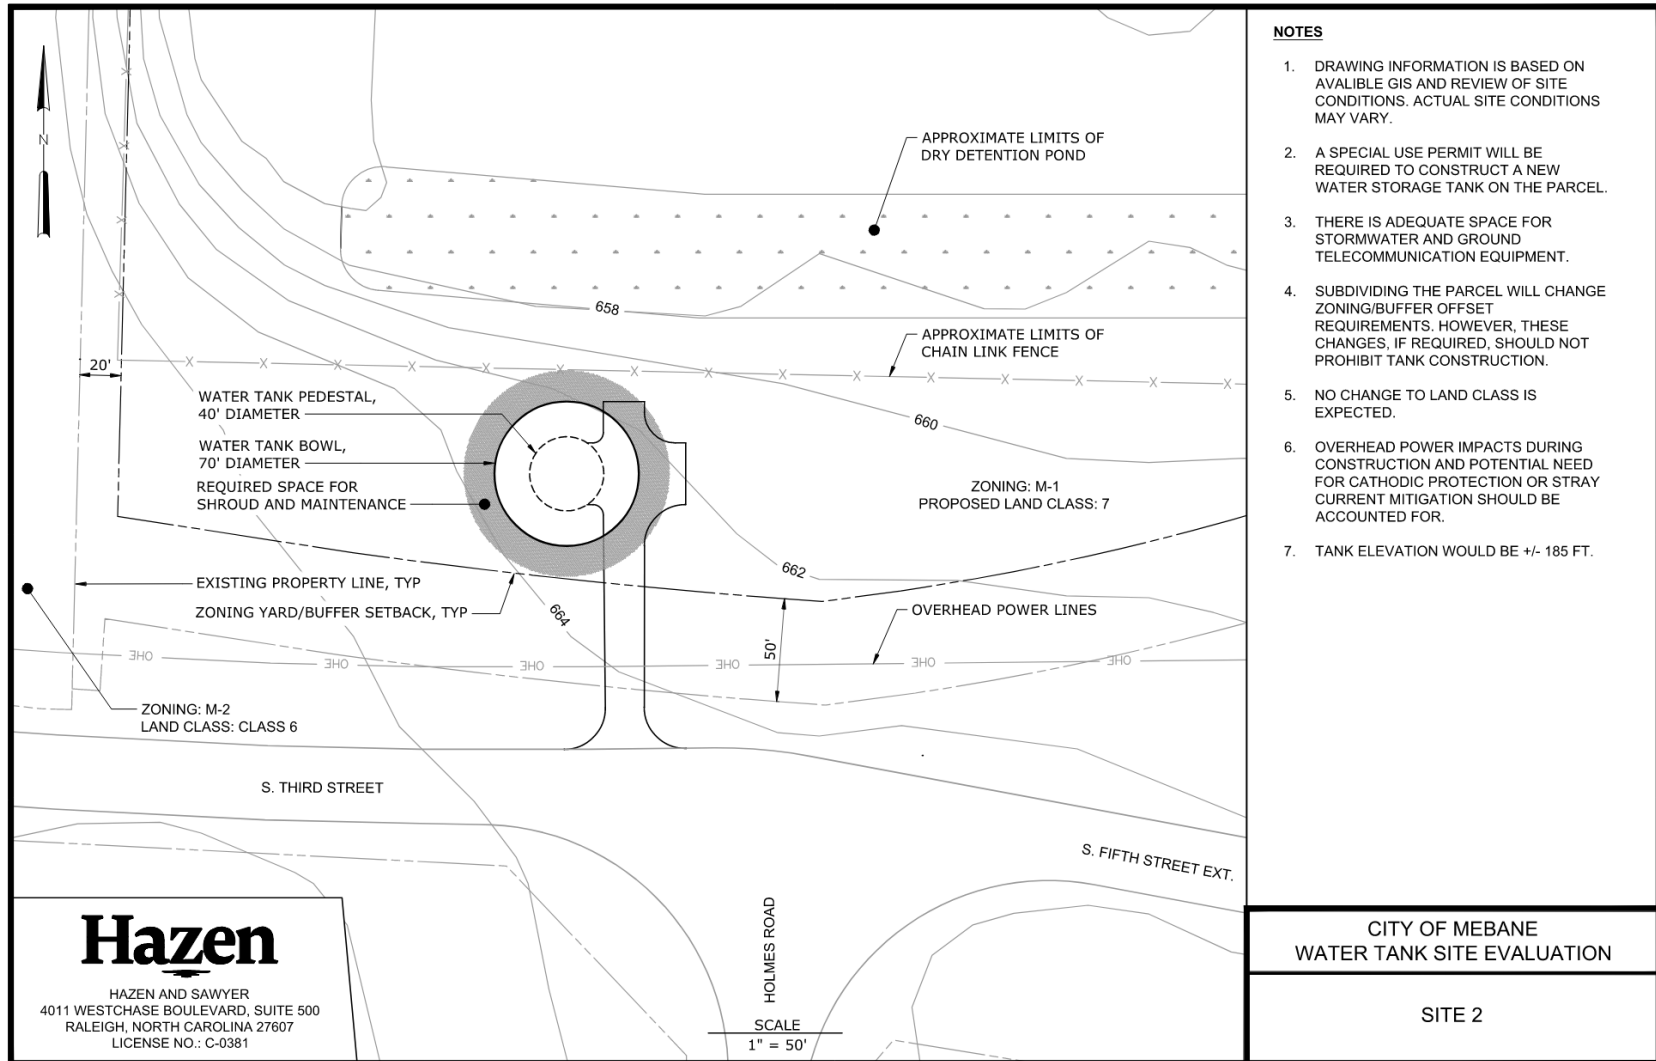 N
APPROXIMATE LIMITS OF
DRY DETENTION POND
658
APPROXIMATE LIMITS OF
CHAIN LINK FENCE
20'
WATER TANK PEDESTAL,
40' DIAMETER
WATER TANK BOWL,
70' DIAMETER
REQUIRED SPACE FOR
SHROUD AND MAINTENANCE
660
ZONING: M-1
PROPOSED LAND CLASS: 7
662
EXISTING PROPERTY LINE, TYP
ZONING YARD/BUFFER SETBACK, TYP
664
OVERHEAD POWER LINES
50'
OHE OHE OHE OHE OHE OHE
ZONING: M-2
LAND CLASS: CLASS 6
S. THIRD STREET
S. FIFTH STREET EXT.
HOLMES ROAD
SCALE
1" = 50'
Hazen
HAZEN AND SAWYER
4011 WESTCHASE BOULEVARD, SUITE 500
RALEIGH, NORTH CAROLINA 27607
LICENSE NO.: C-0381
NOTES
1. DRAWING INFORMATION IS BASED ON
AVALIBLE GIS AND REVIEW OF SITE
CONDITIONS. ACTUAL SITE CONDITIONS
MAY VARY.
2. A SPECIAL USE PERMIT WILL BE
REQUIRED TO CONSTRUCT A NEW
WATER STORAGE TANK ON THE PARCEL.
3. THERE IS ADEQUATE SPACE FOR
STORMWATER AND GROUND
TELECOMMUNICATION EQUIPMENT.
4. SUBDIVIDING THE PARCEL WILL CHANGE
ZONING/BUFFER OFFSET
REQUIREMENTS. HOWEVER, THESE
CHANGES, IF REQUIRED, SHOULD NOT
PROHIBIT TANK CONSTRUCTION.
5. NO CHANGE TO LAND CLASS IS
EXPECTED.
6. OVERHEAD POWER IMPACTS DURING
CONSTRUCTION AND POTENTIAL NEED
FOR CATHODIC PROTECTION OR STRAY
CURRENT MITIGATION SHOULD BE
ACCOUNTED FOR.
7. TANK ELEVATION WOULD BE +/- 185 FT.
CITY OF MEBANE
WATER TANK SITE EVALUATION
SITE 2